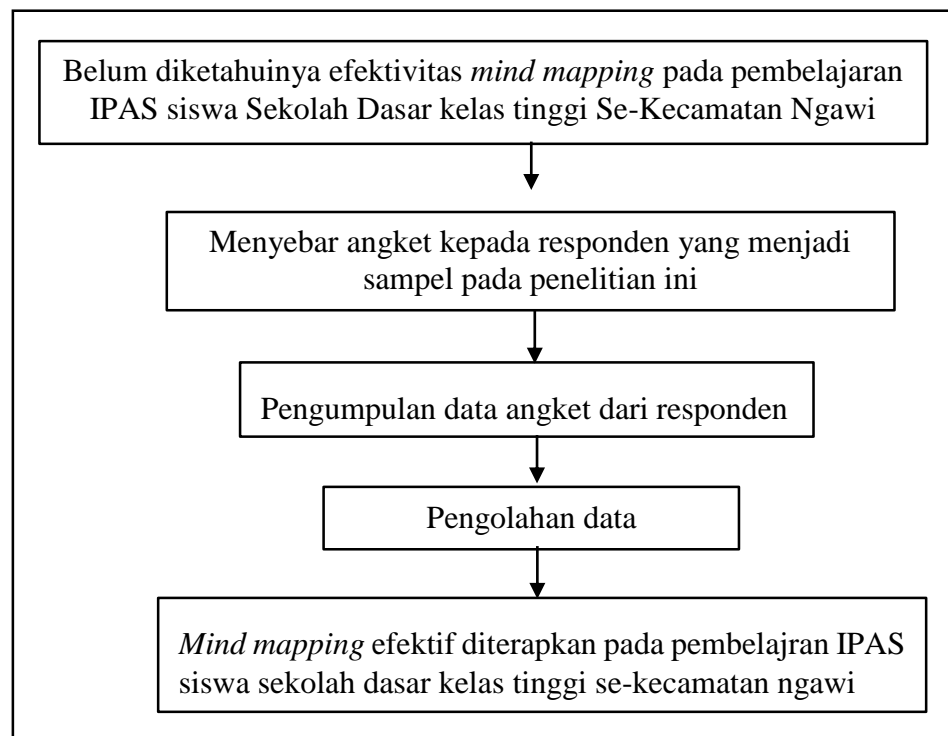 Belum diketahuinya efektivitas mind mapping pada pembelajaran
IPAS siswa Sekolah Dasar kelas tinggi Se-Kecamatan Ngawi
Menyebar angket kepada responden yang menjadi
sampel pada penelitian ini
Pengumpulan data angket dari responden
Pengolahan data
Mind mapping efektif diterapkan pada pembelajran IPAS
siswa sekolah dasar kelas tinggi se-kecamatan ngawi